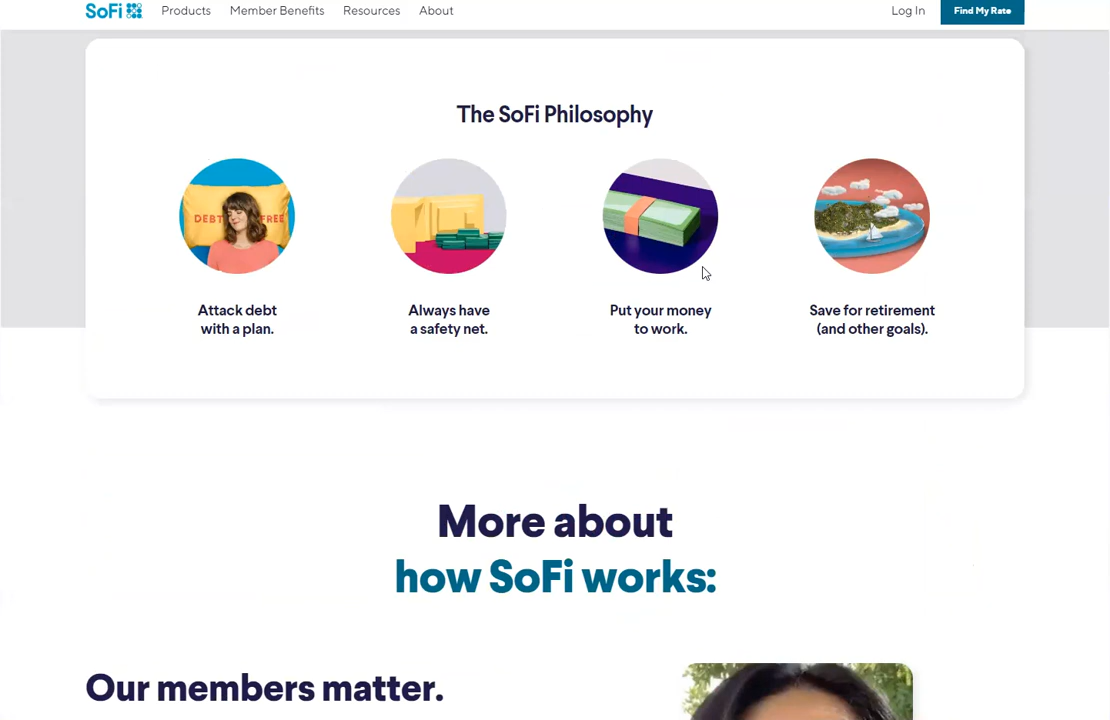 SoFi
Products
Member Benefits
Resources
About
Log In
Find My Rate
The SoFi Philosophy
DEBT FREE
Attack debt
with a plan.
Always have
a safety net.
Put your money
to work.
Save for retirement
(and other goals).
More about
how SoFi works:
Our members matter.